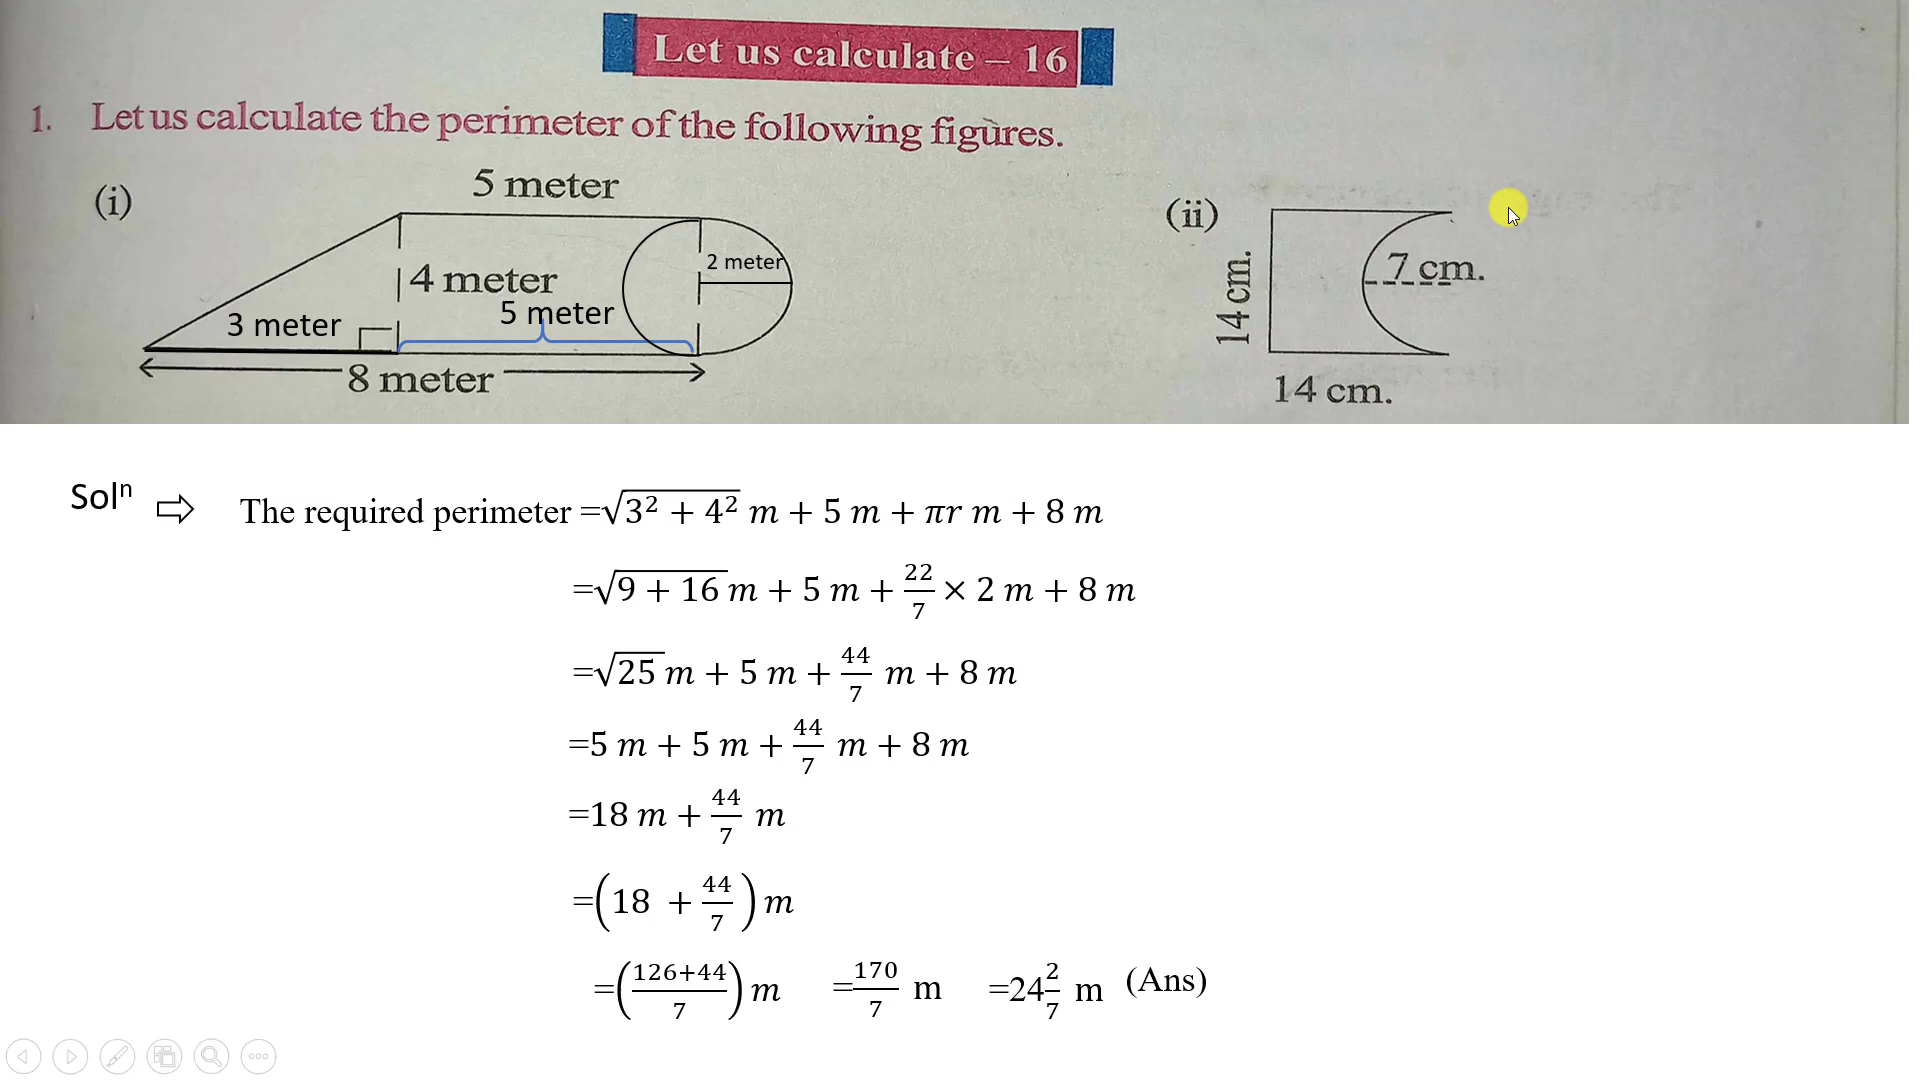 Let us calculate – 16
1. Let us calculate the perimeter of the following figures.
(i)
5 meter
4 meter
2 meter
3 meter
5 meter
8 meter
(ii)
14 cm.
7 cm.
14 cm.
Solⁿ ⇨ The required perimeter =√(3² + 4²) m + 5 m + πr m + 8 m
=√(9 + 16) m + 5 m + 22/7 × 2 m + 8 m
=√25 m + 5 m + 44/7 m + 8 m
=5 m + 5 m + 44/7 m + 8 m
=18 m + 44/7 m
=(18 + 44/7) m
=((126+44)/7) m =170/7 m =24 2/7 m (Ans)